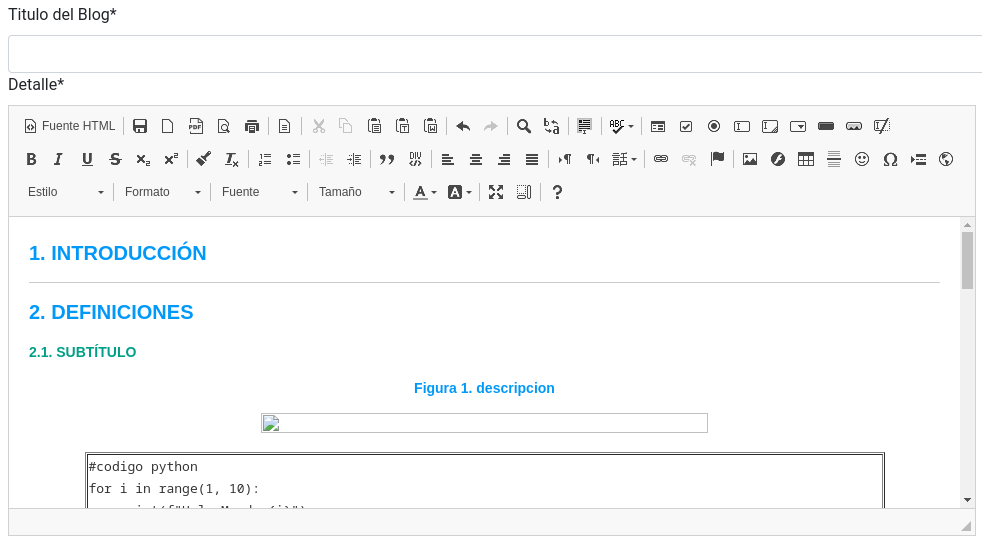 Titulo del Blog*
Detalle*
Fuente HTML
Estilo Formato Fuente Tamaño
1. INTRODUCCIÓN
2. DEFINICIONES
2.1. SUBTÍTULO
Figura 1. descripcion
#codigo python
for i in range(1, 10):